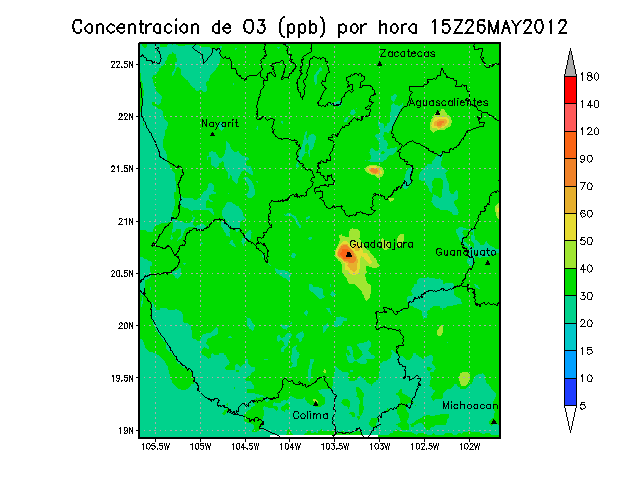 Concentracion de O3 (ppb) por hora 15Z26MAY2012
22.5N
22N
21.5N
21N
20.5N
20N
19.5N
19N
Zacatecas
Aguascalientes
Nayarit
Guadalajara
Guanajuato
Colima
Michoacan
105.5W 105W 104.5W 104W 103.5W 103W 102.5W 102W
180
140
120
90
70
60
50
40
30
20
15
10
5